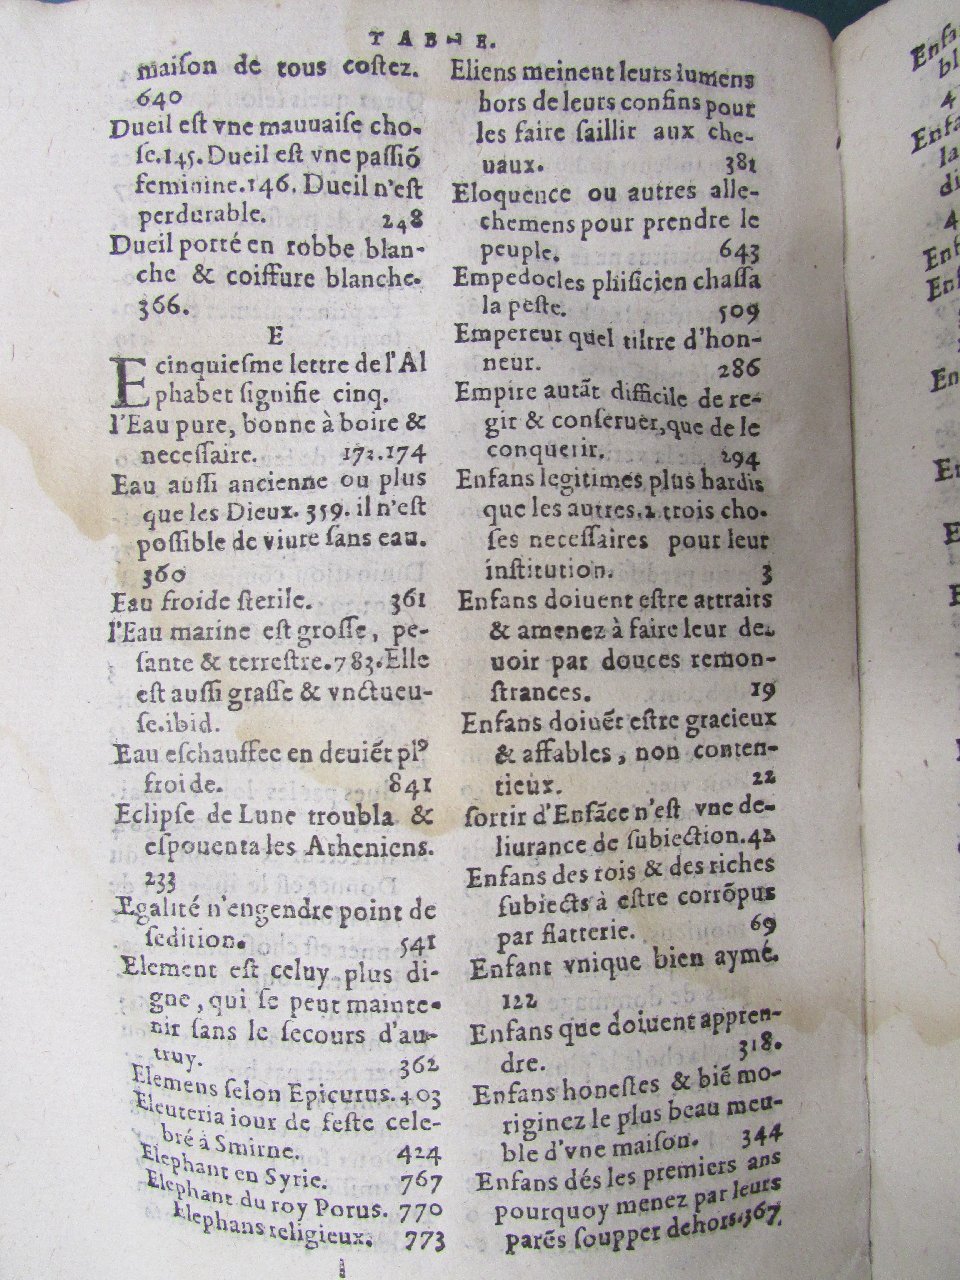 TABLE.
maiſon de tous coſtez.
640
Dueil eſt vne mauuaiſe cho-
ſe.145. Dueil eſt vne paſſiõ
feminine.146. Dueil n'eſt
perdurable. 248
Dueil porté en robbe blan-
che & coiffure blanche.
366.
E
E cinquieſme lettre de l'Al
phabet ſignifie cinq.
l'Eau pure, bonne à boire &
neceſſaire. 172.174
Eau auſſi ancienne ou plus
que les Dieux. 359. il n'eſt
poſſible de viure ſans eau.
360
Eau froide ſterile. 361
l'Eau marine eſt groſſe, pe-
ſante & terreſtre.783. Elle
eſt auſſi graſſe & vnctueu-
ſe.ibid.
Eau eſchauffee en deuiẽt plꝰ
froide. 841
Eclipſe de Lune troubla &
eſpouenta les Atheniens.
233
Egalité n'engendre point de
ſedition. 541
Element eſt celuy plus di-
gne, qui ſe peut mainte-
nir ſans le ſecours d'au-
truy. 362
Elemens ſelon Epicurus. 403
Eleuteria iour de feſte cele-
bré à Smirne. 424
Elephant en Syrie. 767
Elephant du roy Porus. 770
Elephans religieux. 773
Eliens meinent leurs iumens
hors de leurs confins pour
les faire ſaillir aux che-
uaux. 381
Eloquence ou autres alle-
chemens pour prendre le
peuple. 643
Empedocles phiſicien chaſſa
la peſte. 509
Empereur quel tiltre d'hon-
neur. 286
Empire autãt difficile de re-
gir & conſeruer, que de le
conquerir. 294
Enfans legitimes plus hardis
que les autres.2 trois cho-
ſes neceſſaires pour leur
inſtitution. 3
Enfans doiuent eſtre attraits
& amenez à faire leur de-
uoir par douces remon-
ſtrances. 19
Enfans doiuẽt eſtre gracieux
& affables, non conten-
tieux. 22
ſortir d'Enfãce n'eſt vne de-
liurance de ſubiection. 42
Enfans des rois & des riches
ſubiects à eſtre corrõpus
par flatterie. 69
Enfant vnique bien aymé.
122
Enfans que doiuent appren-
dre. 318.
Enfans honeſtes & biẽ mo-
riginez le plus beau meu-
ble d'vne maiſon. 344
Enfans dés les premiers ans
pourquoy menez par leurs
parẽs ſoupper dehors. 367